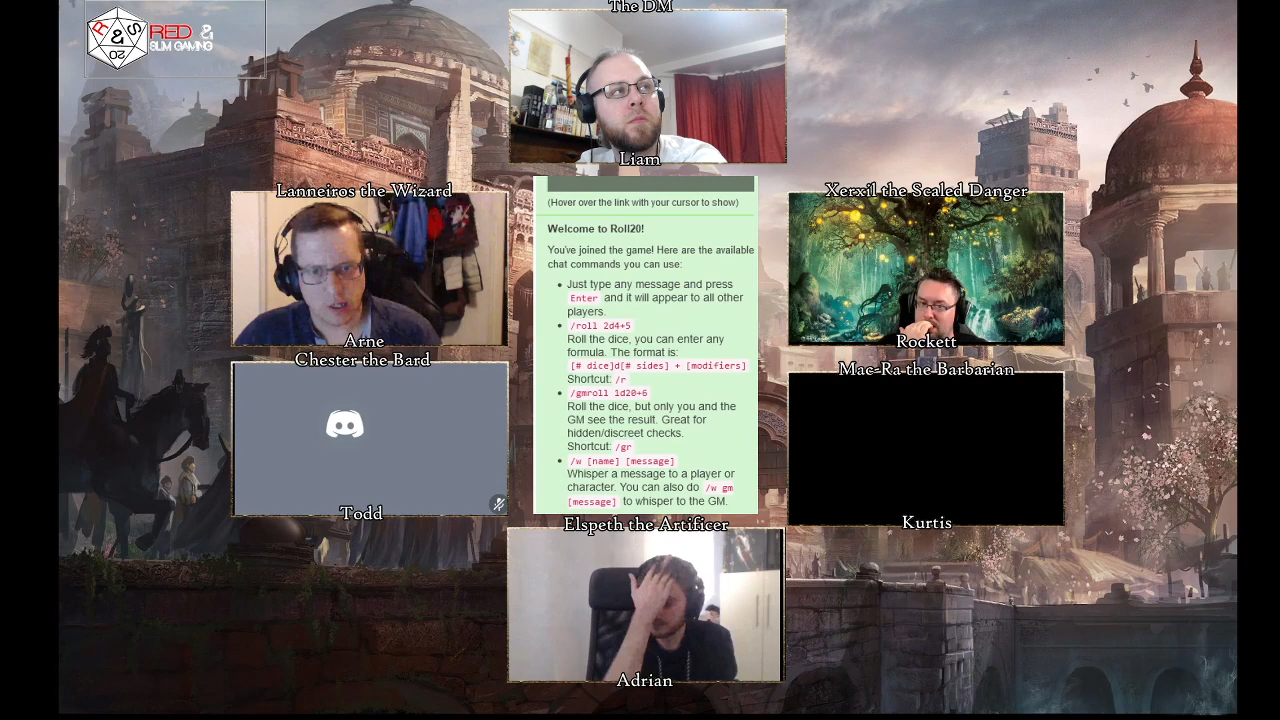 The DM
R & S
20
RED &
SLIM GAMING
Liam
Lanneiros the Wizard
Xerxil the Scaled Danger
(Hover over the link with your cursor to show)
Welcome to Roll20!
You've joined the game! Here are the available
chat commands you can use:
• Just type any message and press
Enter and it will appear to all other
players.
• /roll 2d4+5
Roll the dice, you can enter any
formula. The format is:
[# dice]d[# sides] + [modifiers]
Shortcut: /r
• /gmroll 1d20+6
Roll the dice, but only you and the
GM see the result. Great for
hidden/discreet checks.
Shortcut: /gr
• /w [name] [message]
Whisper a message to a player or
character. You can also do /w gm
[message] to whisper to the GM.
Arne
Rockett
Chester the Bard
Mac-Ra the Barbarian
Todd
Kurtis
Elspeth the Artificer
Adrian